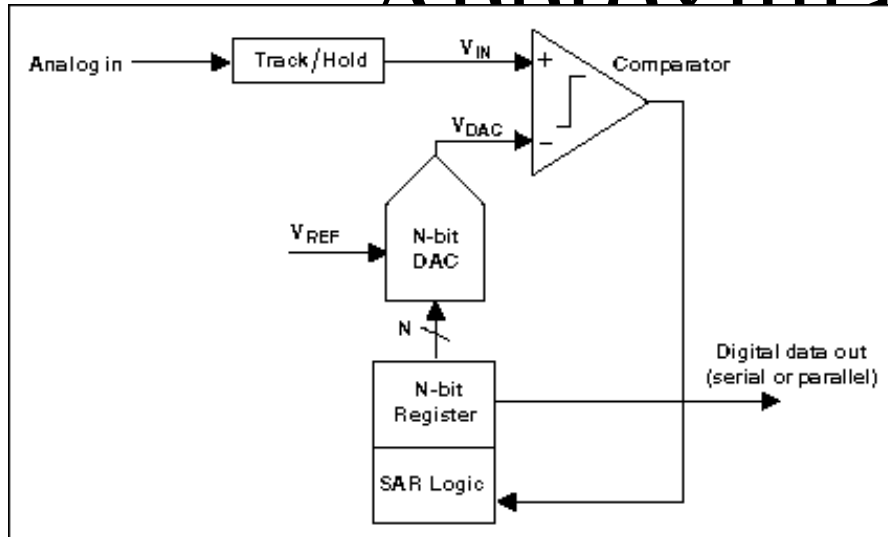 Analog in
Track/Hold
VIN
Comparator
+
VDAC
−
VREF
N-bit
DAC
N
Digital data out
(serial or parallel)
N-bit
Register
SAR Logic